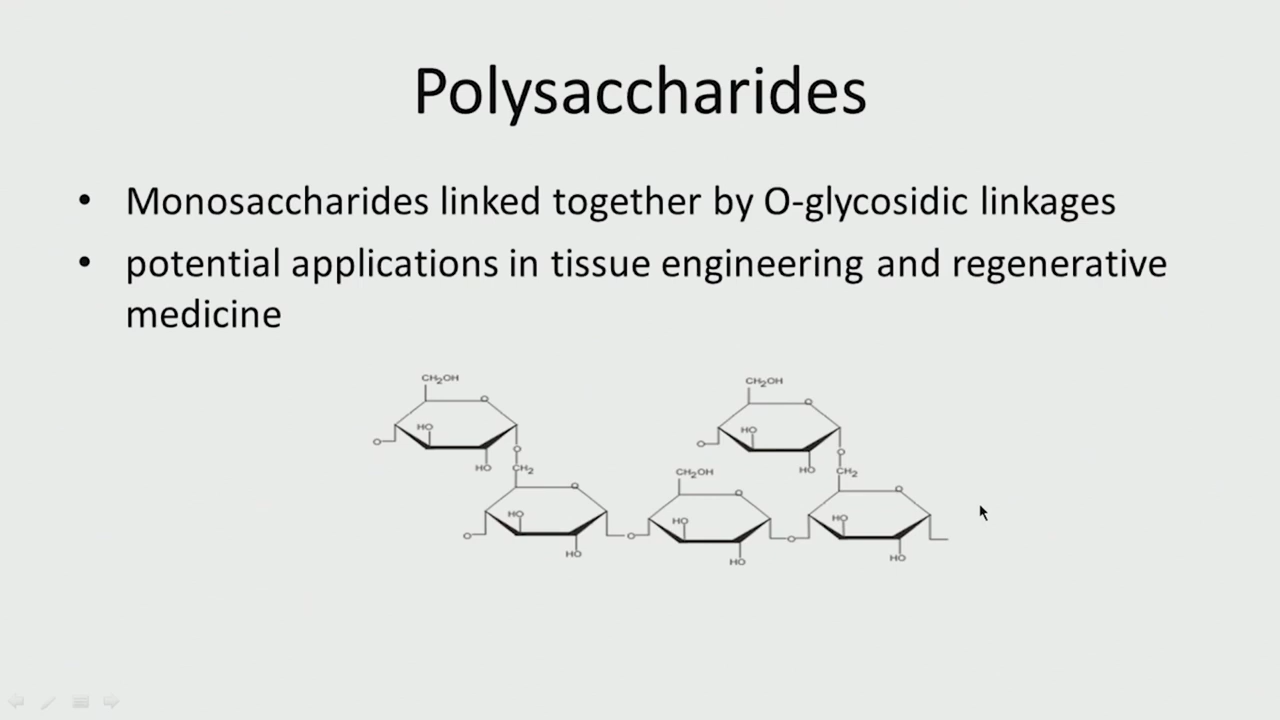 Polysaccharides
• Monosaccharides linked together by O-glycosidic linkages
• potential applications in tissue engineering and regenerative
medicine
CH2OH CH2OH
O O
HO HO
O O
O O
HO CH2 CH2OH HO CH2
O O O
HO HO HO
O O O
HO HO HO